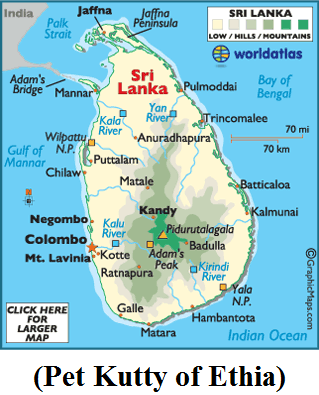 India
Palk
Strait
Jaffna
Jaffna
Peninsula
SRI LANKA
LOW / HILLS / MOUNTAINS
worldatlas
Adam's
Bridge
Mannar
Sri
Lanka
Pulmoddai
Bay of
Bengal
Kala
River
Yan
River
Trincomalee
Wilpattu
N.P.
Anuradhapura
70 mi
70 km
Gulf of
Mannar
Puttalam
Chilaw
Matale
Batticaloa
Negombo
Kandy
Kalmunai
Colombo
Kalu
River
Pidurutalagala
Mt. Lavinia
Kotte
Adam's
Peak
Badulla
Ratnapura
Kirindi
River
Yala
N.P.
Galle
Hambantota
Matara
Indian Ocean
CLICK HERE
FOR
LARGER
MAP
©GraphicMaps.com
(Pet Kutty of Ethia)